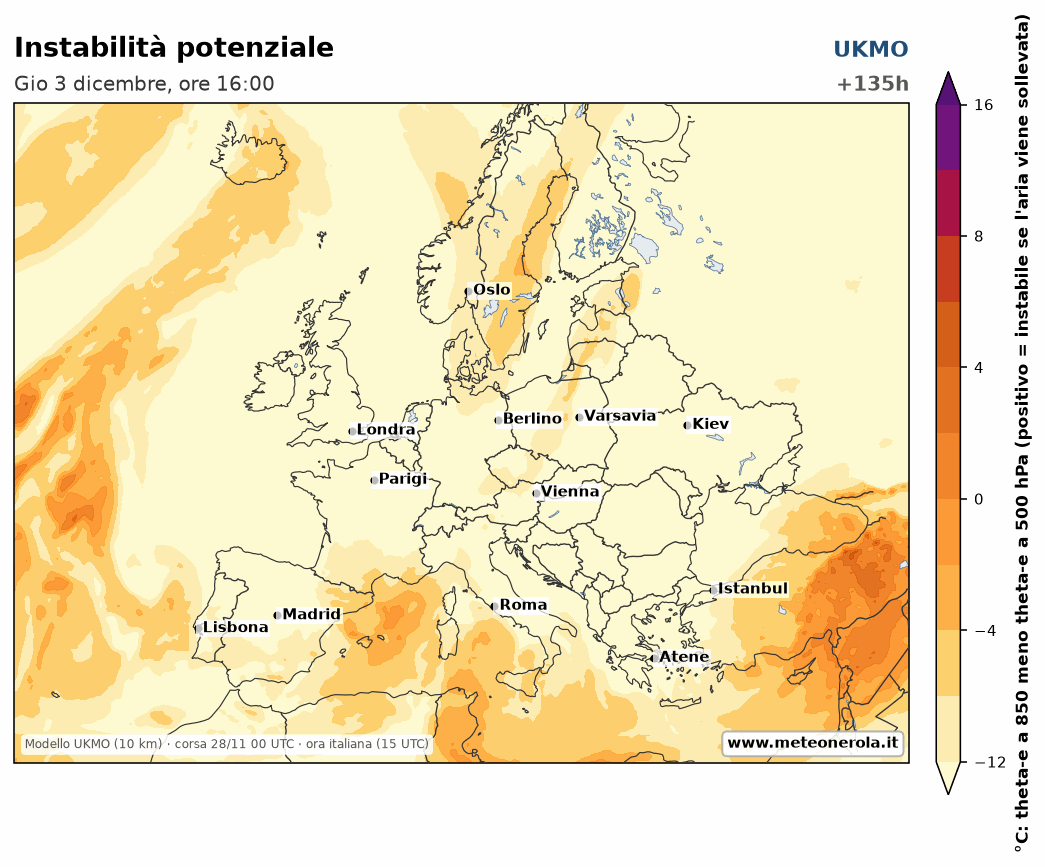 Instabilità potenziale
UKMO
Gio 3 dicembre, ore 16:00
+135h
Oslo
Berlino
Varsavia
Kiev
Londra
Parigi
Vienna
Istanbul
Roma
Madrid
Lisbona
Atene
Modello UKMO (10 km) · corsa 28/11 00 UTC · ora italiana (15 UTC)
www.meteonerola.it
16
8
4
0
−4
−12
°C: theta-e a 850 meno theta-e a 500 hPa (positivo = instabile se l'aria viene sollevata)